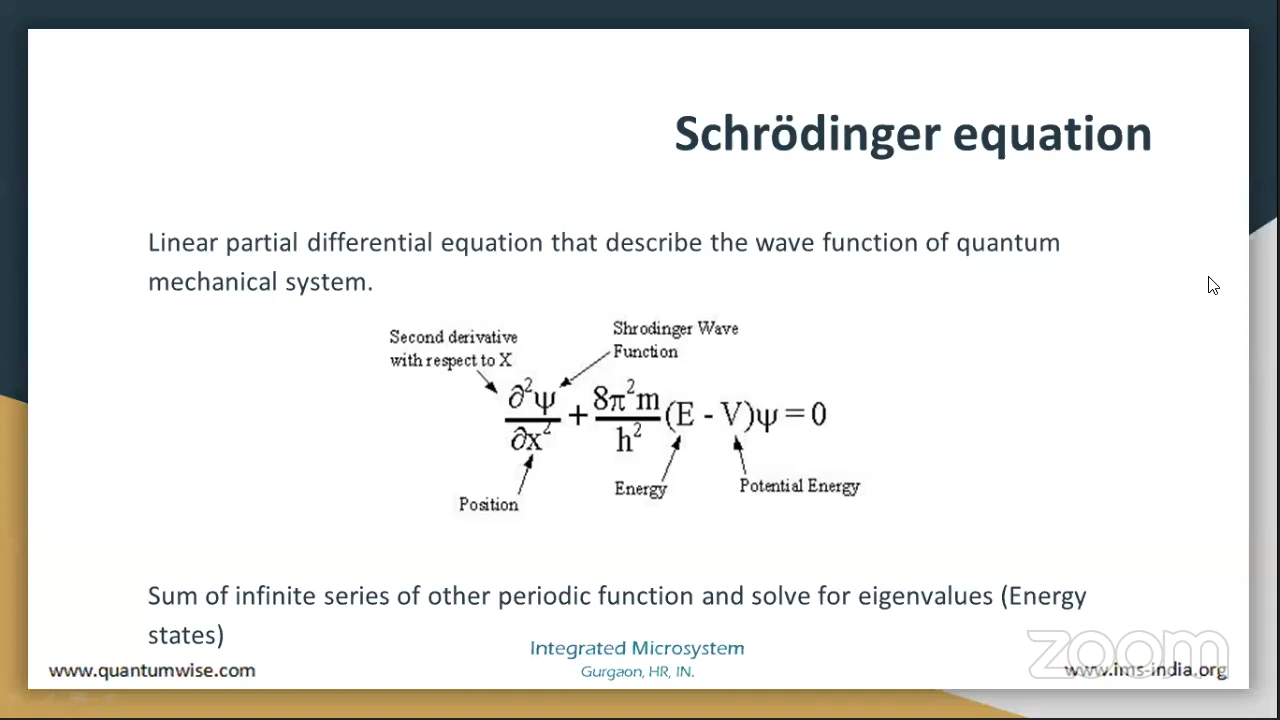 Schrödinger equation
Linear partial differential equation that describe the wave function of quantum
mechanical system.
Second derivative
with respect to X
Shrodinger Wave
Function
∂²ψ/∂x² + 8π²m/h² (E - V)ψ = 0
Position
Energy
Potential Energy
Sum of infinite series of other periodic function and solve for eigenvalues (Energy
states)
Integrated Microsystem
Gurgaon, HR, IN.
www.quantumwise.com
zoom
www.ims-india.org